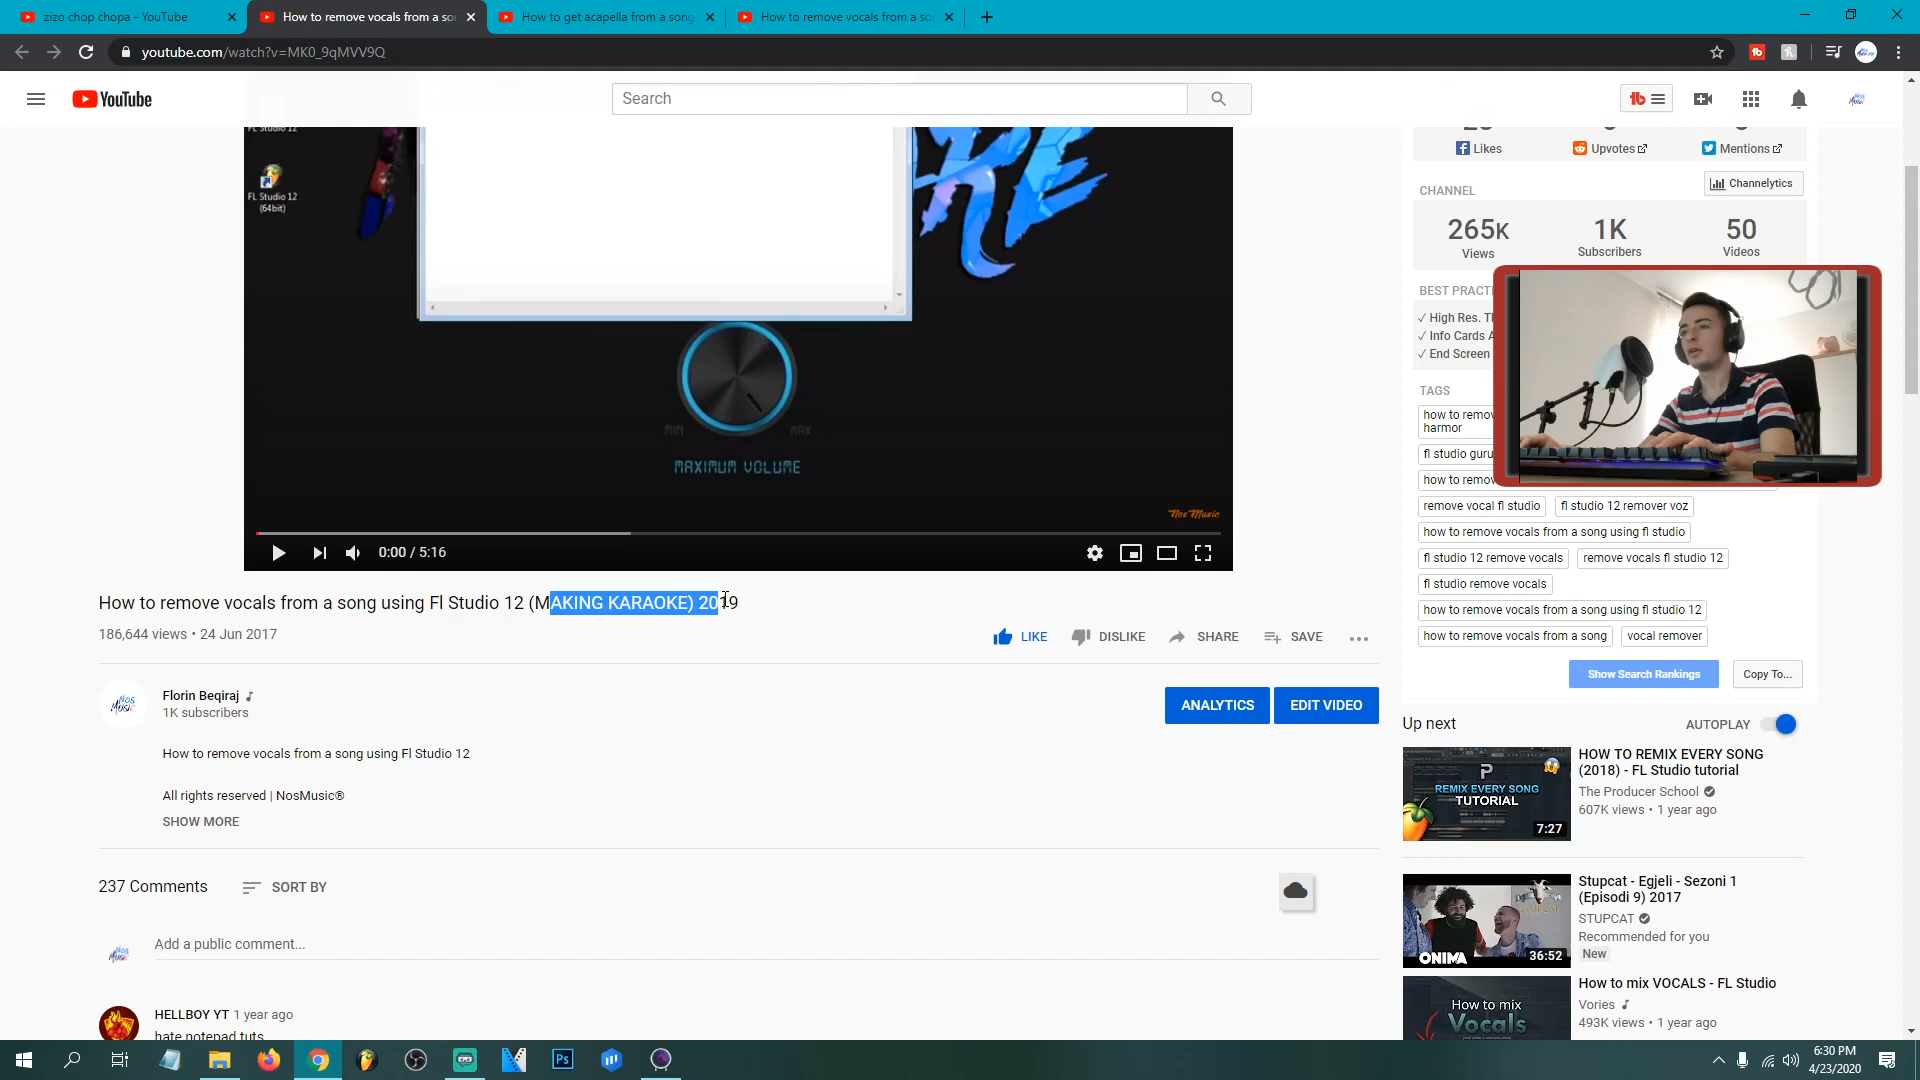 zizo chop chopa - YouTube
How to remove vocals from a so
How to get acapella from a song
How to remove vocals from a so
youtube.com/watch?v=MK0_9qMVV9Q
YouTube
Search
FL Studio 12
FL Studio 12
(64bit)
MIN MAX
MAXIMUM VOLUME
NosMusic
0:00 / 5:16
How to remove vocals from a song using Fl Studio 12 (MAKING KARAOKE) 2019
186,644 views • 24 Jun 2017
LIKE DISLIKE SHARE SAVE
Florin Beqiraj
1K subscribers
ANALYTICS EDIT VIDEO
How to remove vocals from a song using Fl Studio 12
All rights reserved | NosMusic®
SHOW MORE
237 Comments SORT BY
Add a public comment...
HELLBOY YT 1 year ago
hate notepad tuts
Likes Upvotes Mentions
CHANNEL Channelytics
265K 1K 50
Views Subscribers Videos
BEST PRACT
High Res. T
Info Cards A
End Screen
TAGS
how to remov
harmor
fl studio guru
how to remov
remove vocal fl studio fl studio 12 remover voz
how to remove vocals from a song using fl studio
fl studio 12 remove vocals remove vocals fl studio 12
fl studio remove vocals
how to remove vocals from a song using fl studio 12
how to remove vocals from a song vocal remover
Show Search Rankings Copy To...
Up next AUTOPLAY
REMIX EVERY SONG
TUTORIAL
7:27
HOW TO REMIX EVERY SONG
(2018) - FL Studio tutorial
The Producer School
607K views • 1 year ago
ONIMA
36:52
Stupcat - Egjeli - Sezoni 1
(Episodi 9) 2017
STUPCAT
Recommended for you
New
How to mix
Vocals
How to mix VOCALS - FL Studio
Vories
493K views • 1 year ago
Ps
6:30 PM
4/23/2020